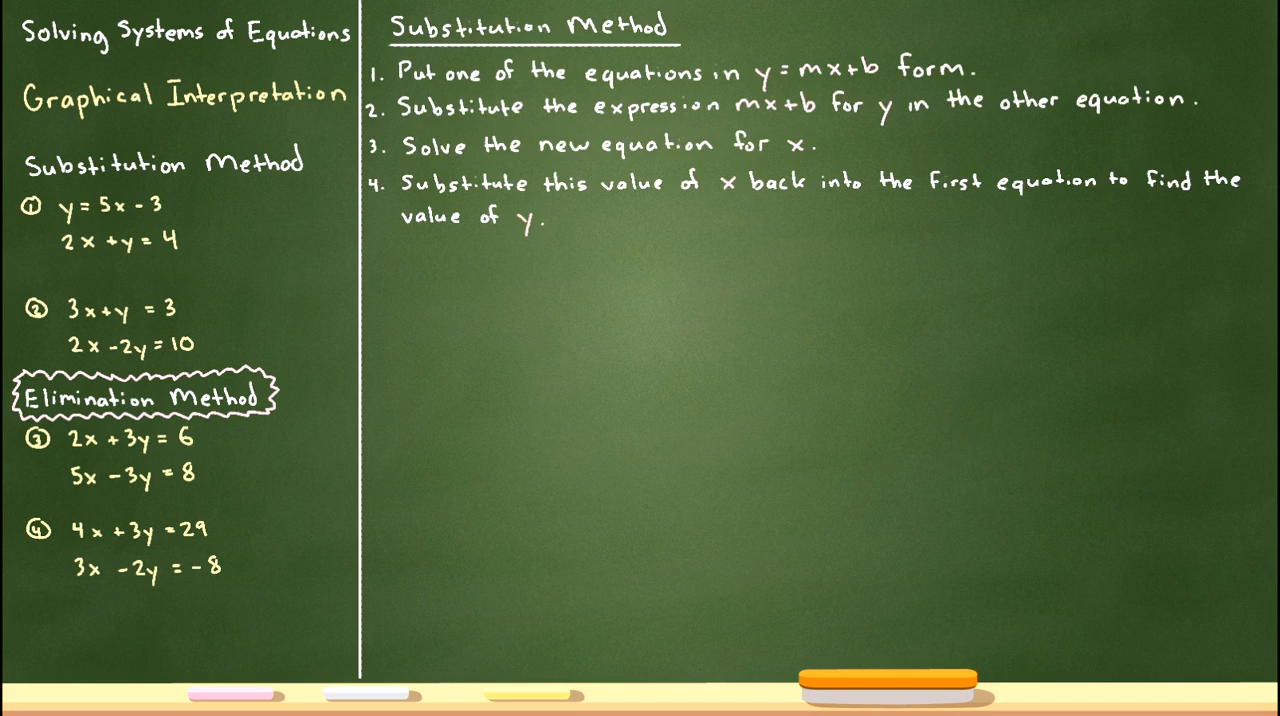 Solving Systems of Equations
Graphical Interpretation
Substitution Method
① y = 5x - 3
2x + y = 4
② 3x + y = 3
2x - 2y = 10
Elimination Method
③ 2x + 3y = 6
5x - 3y = 8
④ 4x + 3y = 29
3x - 2y = -8
Substitution Method
1. Put one of the equations in y = mx + b form.
2. Substitute the expression mx + b for y in the other equation.
3. Solve the new equation for x.
4. Substitute this value of x back into the first equation to find the
value of y.